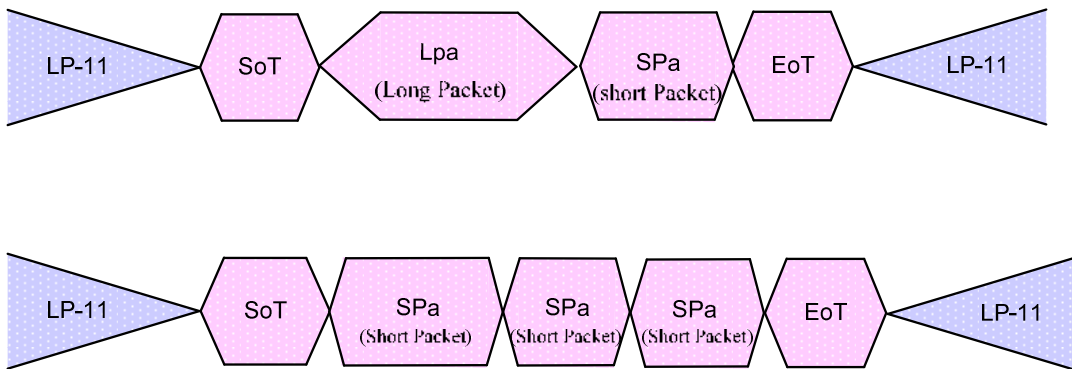 LP-11 SoT Lpa (Long Packet) SPa (short Packet) EoT LP-11
LP-11 SoT SPa (Short Packet) SPa (Short Packet) SPa (Short Packet) EoT LP-11